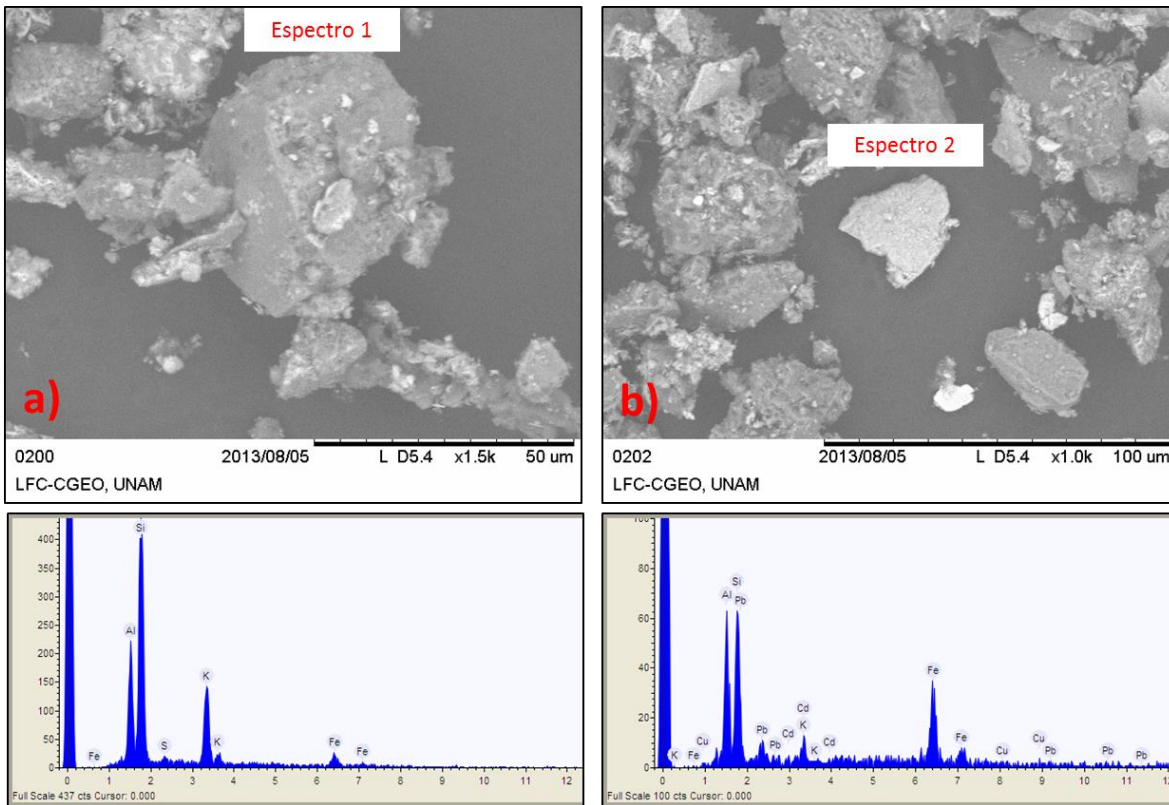 Espectro 1
a)
0200 2013/08/05 L D5.4 x1.5k 50 um
LFC-CGEO, UNAM
Espectro 2
b)
0202 2013/08/05 L D5.4 x1.0k 100 um
LFC-CGEO, UNAM
400
350
300
250
200
150
100
50
0
Si
Al
K
S
K
Fe
Fe
Fe
0 1 2 3 4 5 6 7 8 9 10 11 12
Full Scale 437 cts Cursor: 0.000
100
80
60
40
20
0
Si
Al
Pb
Fe
Cd
K
Pb
Cd
Pb
K
Cd
Cu
K
Fe
Fe
Cu
Cu
Pb
Pb
Pb
0 1 2 3 4 5 6 7 8 9 10 11
Full Scale 100 cts Cursor: 0.000